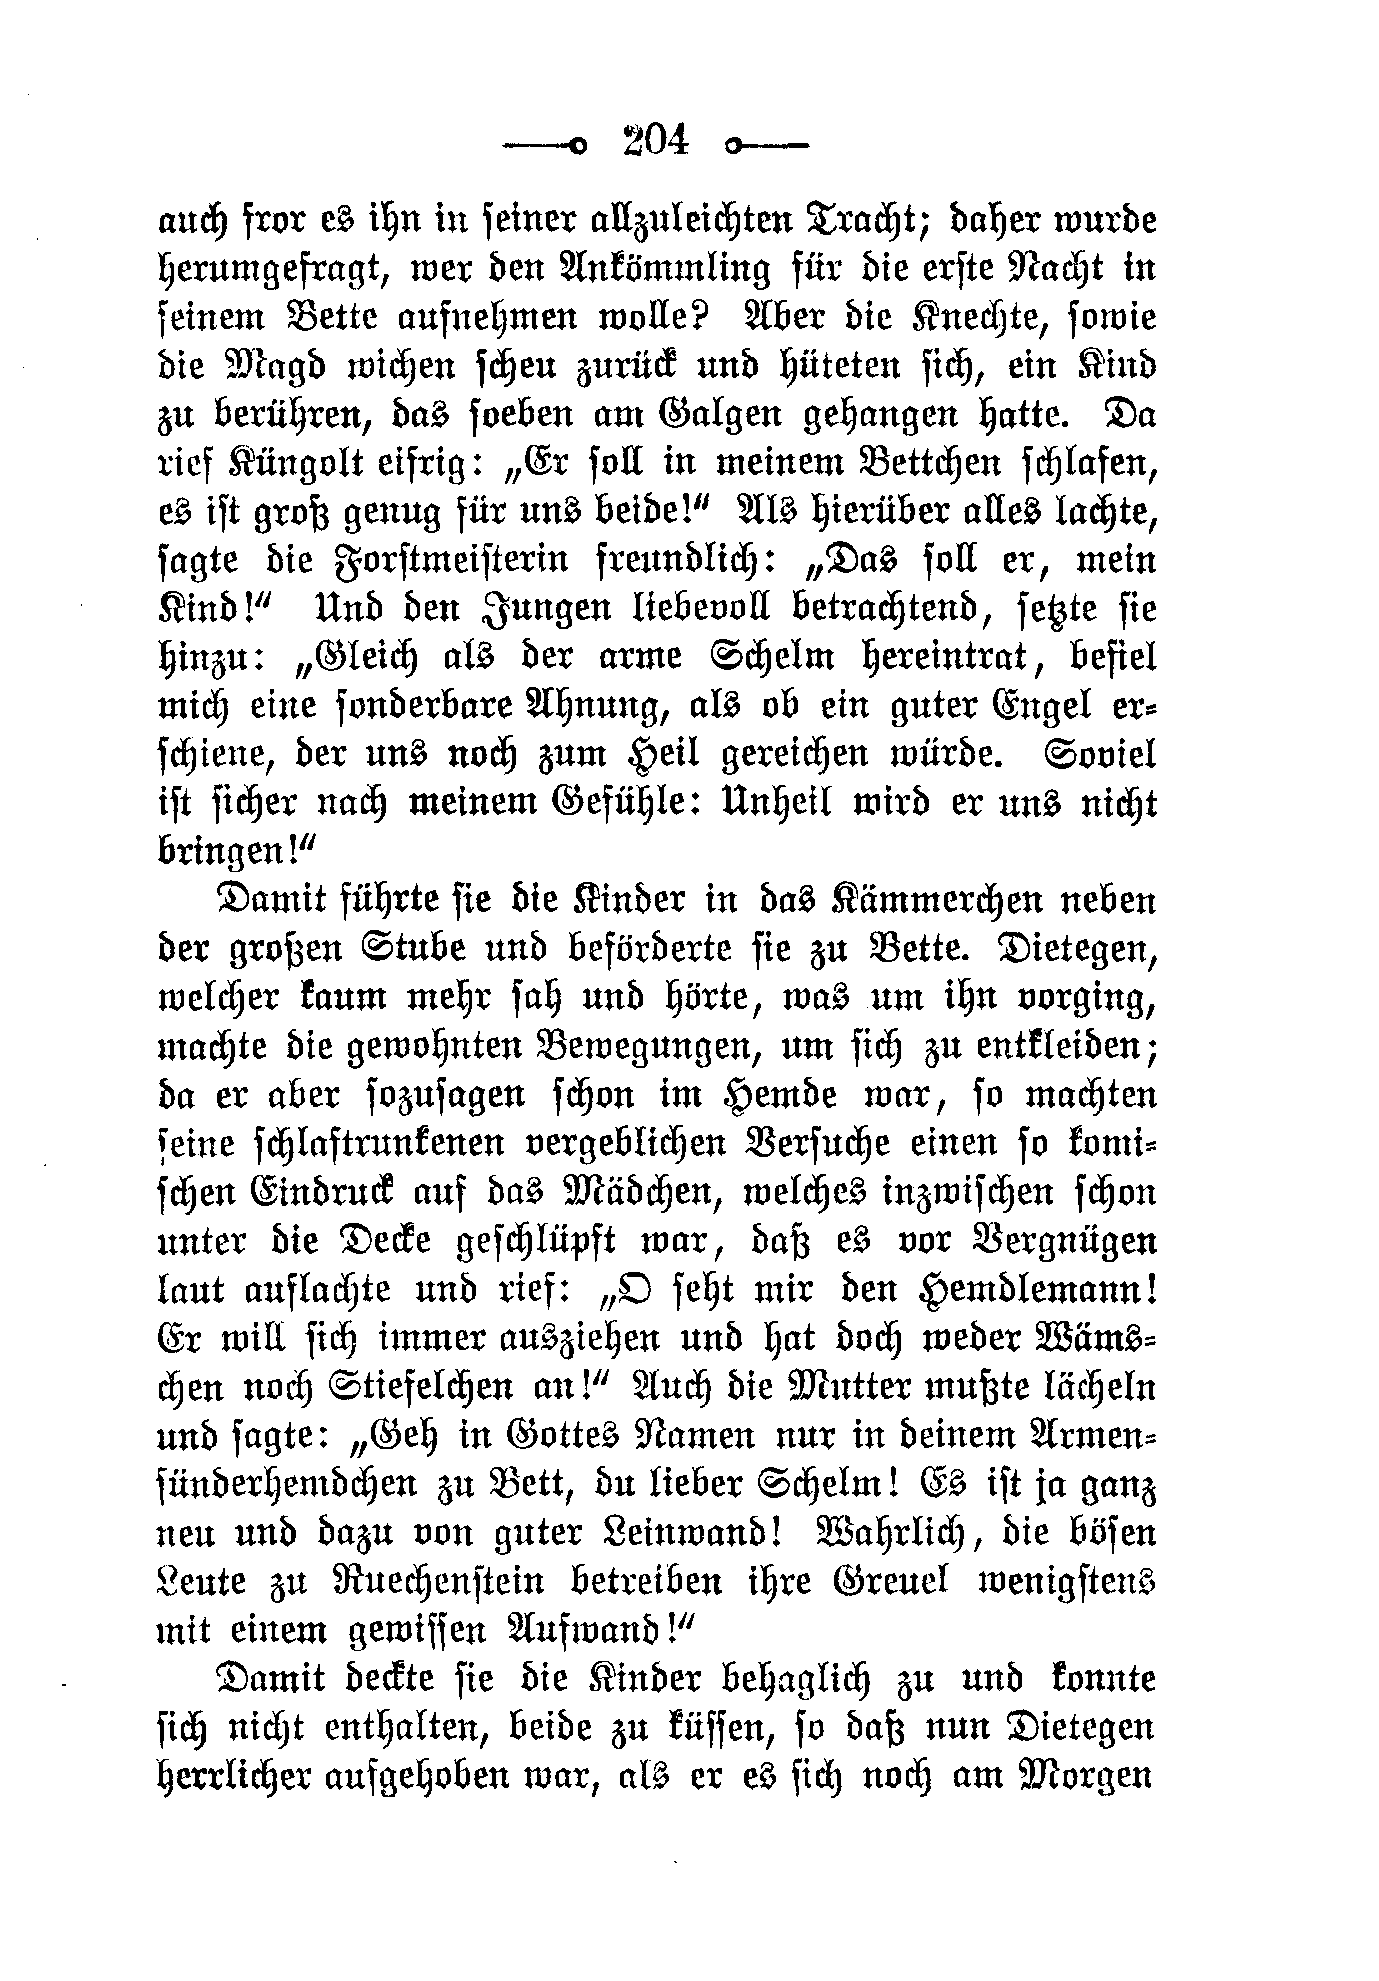 204
auch fror es ihn in seiner allzuleichten Tracht; daher wurde
herumgefragt, wer den Ankömmling für die erste Nacht in
seinem Bette aufnehmen wolle? Aber die Knechte, sowie
die Magd wichen scheu zurück und hüteten sich, ein Kind
zu berühren, das soeben am Galgen gehangen hatte. Da
rief Küngolt eifrig: „Er soll in meinem Bettchen schlafen,
es ist groß genug für uns beide!“ Als hierüber alles lachte,
sagte die Forstmeisterin freundlich: „Das soll er, mein
Kind!“ Und den Jungen liebevoll betrachtend, setzte sie
hinzu: „Gleich als der arme Schelm hereintrat, befiel
mich eine sonderbare Ahnung, als ob ein guter Engel er-
schiene, der uns noch zum Heil gereichen würde. Soviel
ist sicher nach meinem Gefühle: Unheil wird er uns nicht
bringen!“
Damit führte sie die Kinder in das Kämmerchen neben
der großen Stube und beförderte sie zu Bette. Dietegen,
welcher kaum mehr sah und hörte, was um ihn vorging,
machte die gewohnten Bewegungen, um sich zu entkleiden;
da er aber sozusagen schon im Hemde war, so machten
seine schlaftrunkenen vergeblichen Versuche einen so komi-
schen Eindruck auf das Mädchen, welches inzwischen schon
unter die Decke geschlüpft war, daß es vor Vergnügen
laut auflachte und rief: „O seht mir den Hemdlemann!
Er will sich immer ausziehen und hat doch weder Wäms-
chen noch Stiefelchen an!“ Auch die Mutter mußte lächeln
und sagte: „Geh in Gottes Namen nur in deinem Armen-
sünderhemdchen zu Bett, du lieber Schelm! Es ist ja ganz
neu und dazu von guter Leinwand! Wahrlich, die bösen
Leute zu Ruechenstein betreiben ihre Greuel wenigstens
mit einem gewissen Aufwand!“
Damit deckte sie die Kinder behaglich zu und konnte
sich nicht enthalten, beide zu küssen, so daß nun Dietegen
herrlicher aufgehoben war, als er es sich noch am Morgen